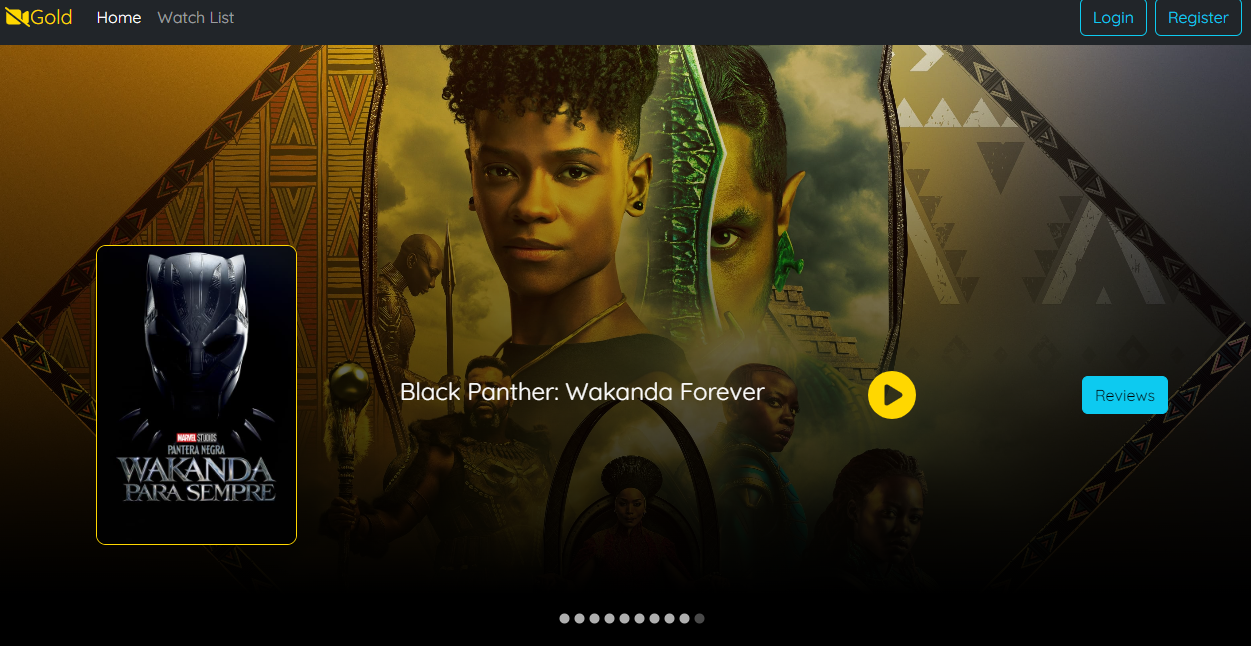 Gold Home Watch List Login Register
MARVEL STUDIOS
PANTERA NEGRA
WAKANDA
PARA SEMPRE
Black Panther: Wakanda Forever
Reviews